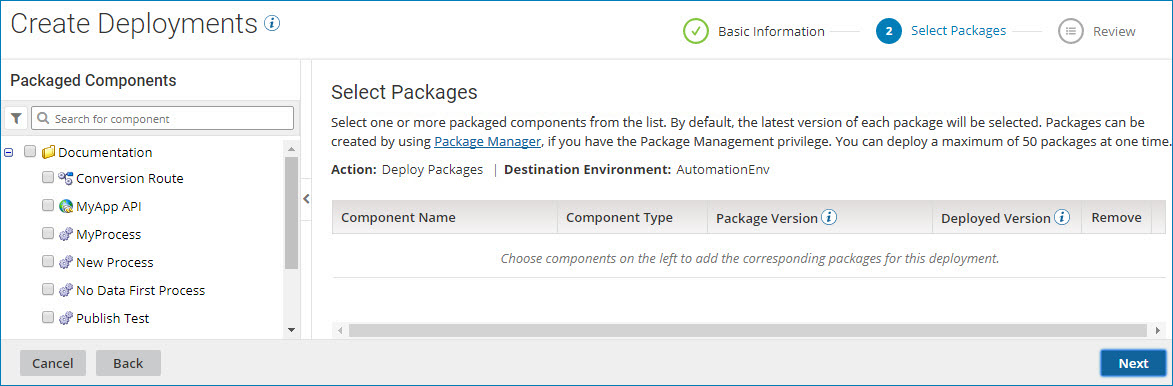 Create Deployments
Basic Information
2
Select Packages
Review
Packaged Components
Search for component
Documentation
Conversion Route
MyApp API
MyProcess
New Process
No Data First Process
Publish Test
Select Packages
Select one or more packaged components from the list. By default, the latest version of each package will be selected. Packages can be
created by using Package Manager, if you have the Package Management privilege. You can deploy a maximum of 50 packages at one time.
Action: Deploy Packages | Destination Environment: AutomationEnv
Component Name Component Type Package Version Deployed Version Remove
Choose components on the left to add the corresponding packages for this deployment.
Cancel Back Next